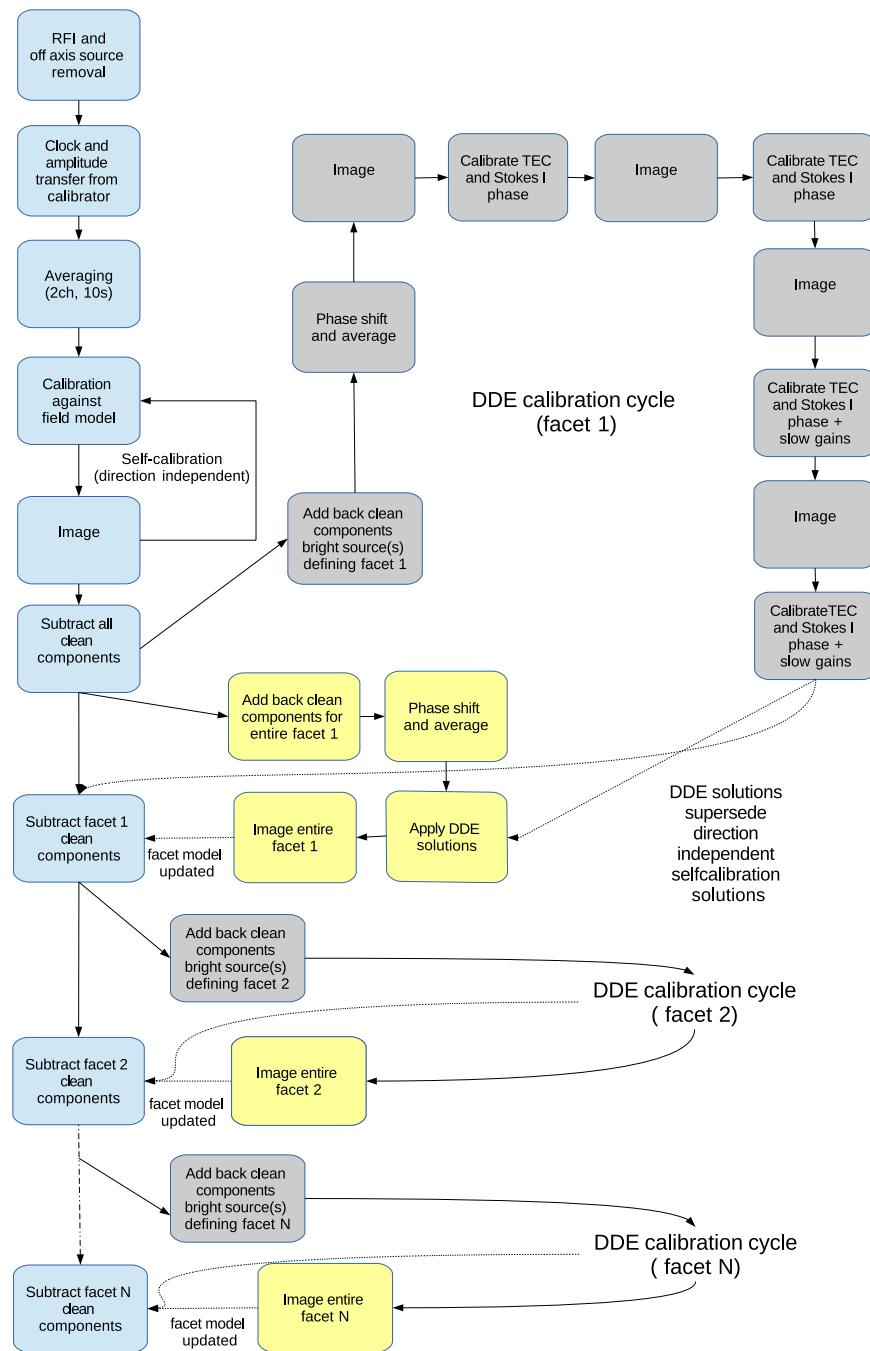 RFI and
off axis source
removal
Clock and
amplitude
transfer from
calibrator
Averaging
(2ch, 10s)
Calibration
against
field model
Self-calibration
(direction independent)
Image
Subtract all
clean
components
Add back clean
components
bright source(s)
defining facet 1
Phase shift
and average
Image
Calibrate TEC
and Stokes I
phase
Image
Calibrate TEC
and Stokes I
phase
Image
Calibrate TEC
and Stokes I
phase +
slow gains
Image
CalibrateTEC
and Stokes I
phase +
slow gains
DDE calibration cycle
(facet 1)
Add back clean
components for
entire facet 1
Phase shift
and average
Apply DDE
solutions
Image entire
facet 1
facet model
updated
Subtract facet 1
clean
components
DDE solutions
supersede
direction
independent
selfcalibration
solutions
Add back clean
components
bright source(s)
defining facet 2
DDE calibration cycle
( facet 2)
Image entire
facet 2
facet model
updated
Subtract facet 2
clean
components
Add back clean
components
bright source(s)
defining facet N
DDE calibration cycle
( facet N)
Image entire
facet N
facet model
updated
Subtract facet N
clean
components